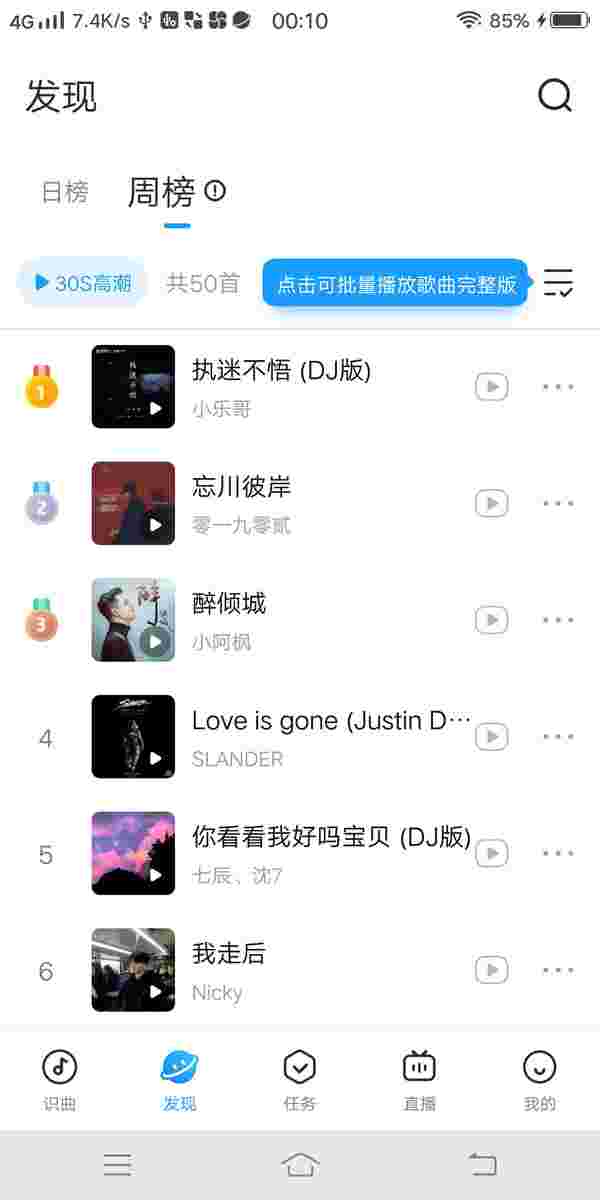 4G 7.4K/s 00:10 85%
发现
日榜 周榜
30S高潮 共50首 点击可批量播放歌曲完整版
1 执迷不悟 (DJ版)
小乐哥
2 忘川彼岸
零一九零贰
3 醉倾城
小阿枫
4 Love is gone (Justin D…
SLANDER
5 你看看我好吗宝贝 (DJ版)
七辰、沈7
6 我走后
Nicky
识曲 发现 任务 直播 我的